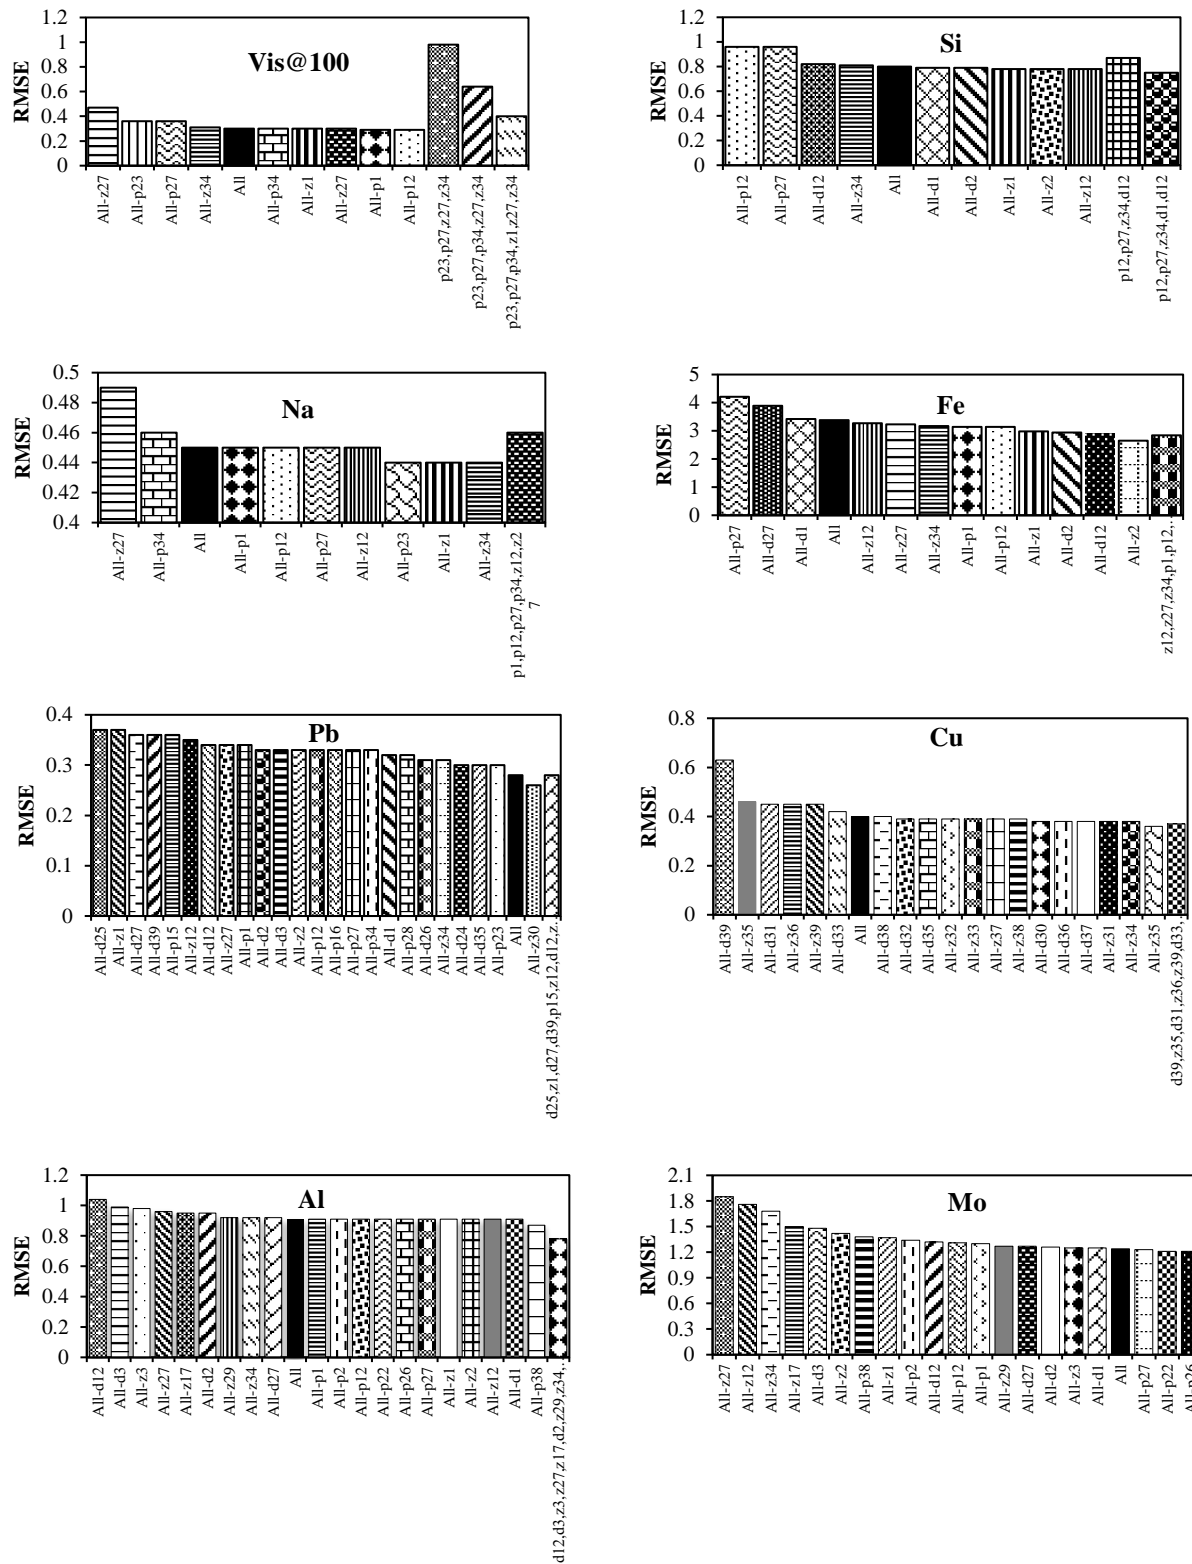 Vis@100
RMSE
1.2
1
0.8
0.6
0.4
0.2
0
All-z27
All-p23
All-p27
All-z34
All
All-p34
All-z1
All-z27
All-p1
All-p12
p23,p27,z27,z34
p23,p27,p34,z27,z34
p23,p27,p34,z1,z27,z34
Si
RMSE
1.2
1
0.8
0.6
0.4
0.2
0
All-p12
All-p27
All-d12
All-z34
All
All-d1
All-d2
All-z1
All-z2
All-z12
p12,p27,z34,d12
p12,p27,z34,d1,d12
Na
RMSE
0.5
0.48
0.46
0.44
0.42
0.4
All-z27
All-p34
All
All-p1
All-p12
All-p27
All-z12
All-p23
All-z1
All-z34
p1,p12,p27,p34,z12,z2
7
Fe
RMSE
5
4
3
2
1
0
All-p27
All-d27
All-d1
All
All-z12
All-z27
All-z34
All-p1
All-p12
All-z1
All-d2
All-d12
All-z2
z12,z27,z34,p1,p12,..
Pb
RMSE
0.4
0.3
0.2
0.1
0
All-d25
All-z1
All-d27
All-d39
All-p15
All-z12
All-d12
All-z27
All-p1
All-d2
All-d3
All-z2
All-p12
All-p16
All-p27
All-p34
All-d1
All-p28
All-d26
All-z34
All-d24
All-d35
All-p23
All
All-z30
d25,z1,d27,d39,p15,z12,d12,z..
Cu
RMSE
0.8
0.6
0.4
0.2
0
All-d39
All-z35
All-d31
All-z36
All-z39
All-d33
All
All-d38
All-d32
All-d35
All-z32
All-z33
All-z37
All-z38
All-d30
All-d36
All-d37
All-z31
All-z34
All-z35
d39,z35,d31,z36,z39,d33,..
Al
RMSE
1.2
1
0.8
0.6
0.4
0.2
0
All-d12
All-d3
All-z3
All-z27
All-z17
All-d2
All-z29
All-z34
All-d27
All
All-p1
All-p2
All-p12
All-p22
All-p26
All-p27
All-z1
All-z2
All-z12
All-d1
All-p38
d12,d3,z3,z27,z17,d2,z29,z34,..
Mo
RMSE
2.1
1.8
1.5
1.2
0.9
0.6
0.3
0
All-z27
All-z12
All-z34
All-z17
All-d3
All-z2
All-p38
All-z1
All-p2
All-d12
All-p12
All-p1
All-z29
All-d27
All-d2
All-z3
All-d1
All
All-p27
All-p22
All-p26